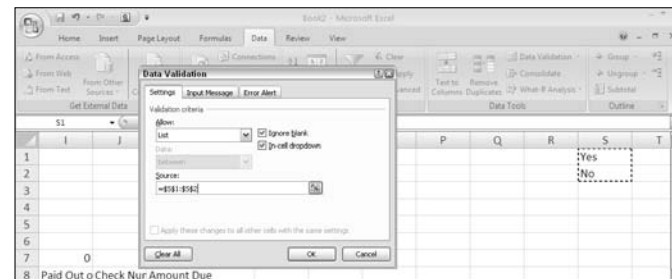 Book2 - Microsoft Excel
Home Insert Page Layout Formulas Data Review View
From Access
From Web
From Text
From Other
Sources
Get External Data
Connections
Clear
Text to
Columns
Remove
Duplicates
Data Validation
Consolidate
What-If Analysis
Data Tools
Group
Ungroup
Subtotal
Outline
S1
Data Validation
Settings Input Message Error Alert
Validation criteria
Allow:
List
Ignore blank
In-cell dropdown
Data:
between
Source:
=$S$1:$S$2
Apply these changes to all other cells with the same settings
Clear All OK Cancel
I J P Q R S T
1 Yes
2 No
3
4
5
6
7 0
8 Paid Out o Check Nur Amount Due